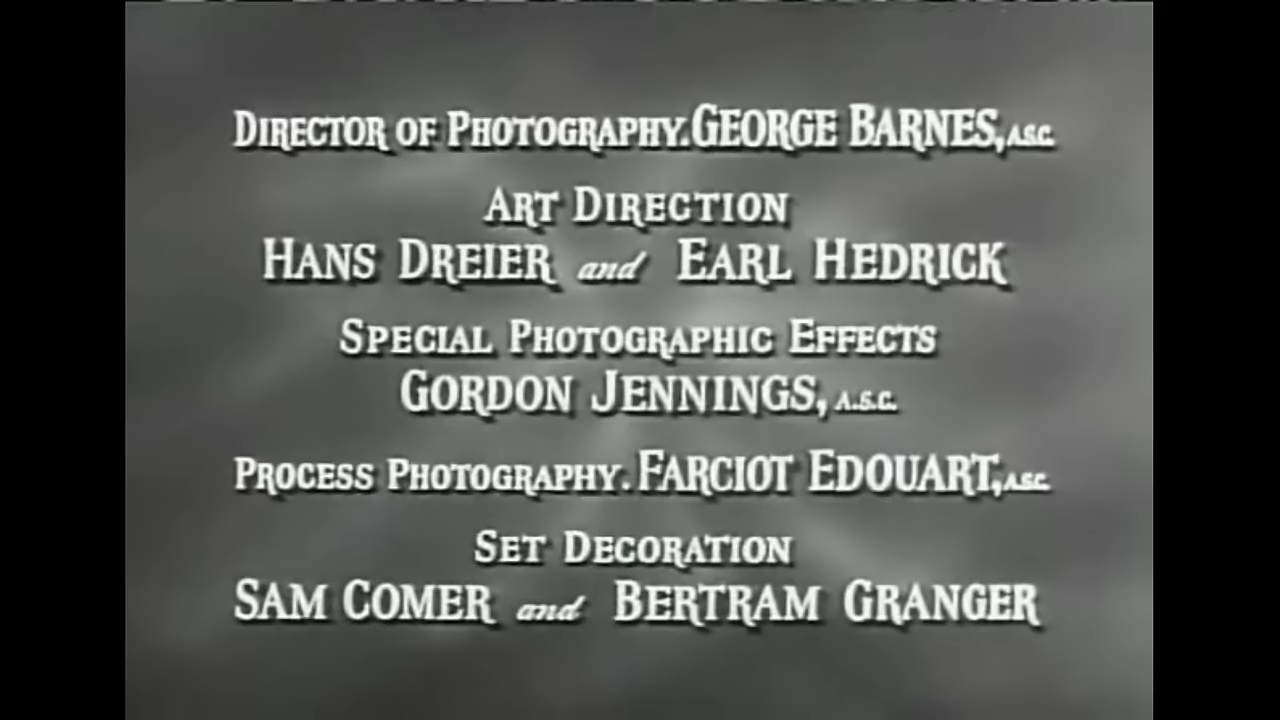 Director of Photography. GEORGE BARNES, A.S.C.
Art Direction
HANS DREIER and EARL HEDRICK
Special Photographic Effects
GORDON JENNINGS, A.S.C.
Process Photography. FARCIOT EDOUART, A.S.C.
Set Decoration
SAM COMER and BERTRAM GRANGER